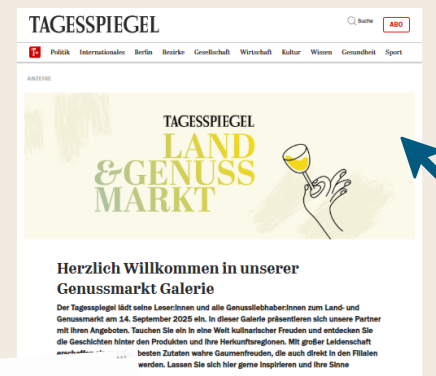 TAGESSPIEGEL
Suche
ABO
T+ Politik Internationales Berlin Bezirke Gesellschaft Wirtschaft Kultur Wissen Gesundheit Sport
ANZEIGE
TAGESSPIEGEL
LAND
&GENUSS
MARKT
Herzlich Willkommen in unserer
Genussmarkt Galerie
Der Tagesspiegel lädt seine Leser:innen und alle Genussliebhaber:innen zum Land- und
Genussmarkt am 14. September 2025 ein. In dieser Galerie präsentieren sich unsere Partner
mit ihren Angeboten. Tauchen Sie ein in eine Welt kulinarischer Freuden und entdecken Sie
die Geschichten hinter den Produkten und ihre Herkunftsregionen. Mit großer Leidenschaft
besten Zutaten wahre Gaumenfreuden, die auch direkt in den Filialen
werden. Lassen Sie sich hier gerne inspirieren und Ihre Sinne